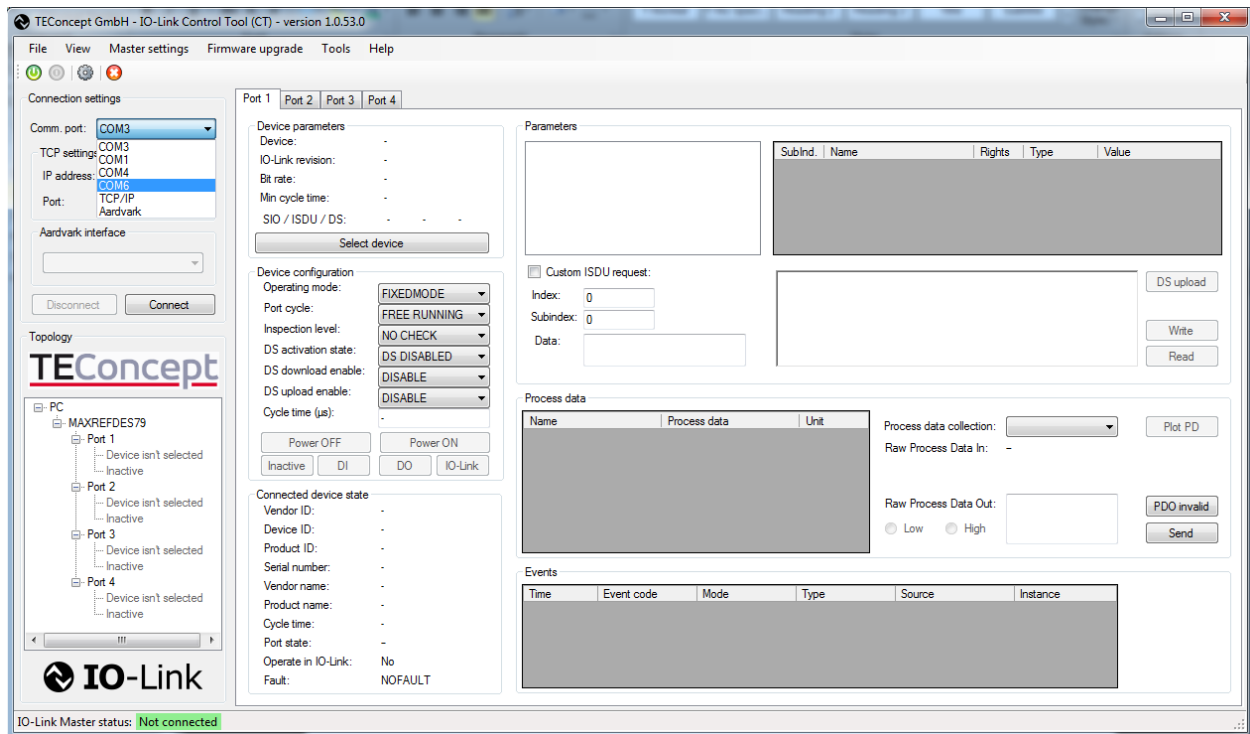 TEConcept GmbH - IO-Link Control Tool (CT) - version 1.0.53.0
File View Master settings Firmware upgrade Tools Help
Connection settings
Comm. port: COM3
COM3
COM1
COM4
COM6
TCP/IP
Aardvark
TCP settings
IP address:
Port:
Aardvark interface
Disconnect Connect
Topology
TEConcept
PC
MAXREFDES79
Port 1
Device isn't selected
Inactive
Port 2
Device isn't selected
Inactive
Port 3
Device isn't selected
Inactive
Port 4
Device isn't selected
Inactive
IO-Link
Port 1 Port 2 Port 3 Port 4
Device parameters
Device: -
IO-Link revision: -
Bit rate: -
Min cycle time: -
SIO / ISDU / DS: - - -
Select device
Device configuration
Operating mode: FIXEDMODE
Port cycle: FREE RUNNING
Inspection level: NO CHECK
DS activation state: DS DISABLED
DS download enable: DISABLE
DS upload enable: DISABLE
Cycle time (µs): -
Power OFF Power ON
Inactive DI DO IO-Link
Connected device state
Vendor ID: -
Device ID: -
Product ID: -
Serial number: -
Vendor name: -
Product name: -
Cycle time: -
Port state: –
Operate in IO-Link: No
Fault: NOFAULT
Parameters
SubInd. Name Rights Type Value
Custom ISDU request:
Index: 0
Subindex: 0
Data:
DS upload
Write
Read
Process data
Name Process data Unit
Process data collection:
Plot PD
Raw Process Data In: –
Raw Process Data Out:
Low High
PDO invalid
Send
Events
Time Event code Mode Type Source Instance
IO-Link Master status: Not connected